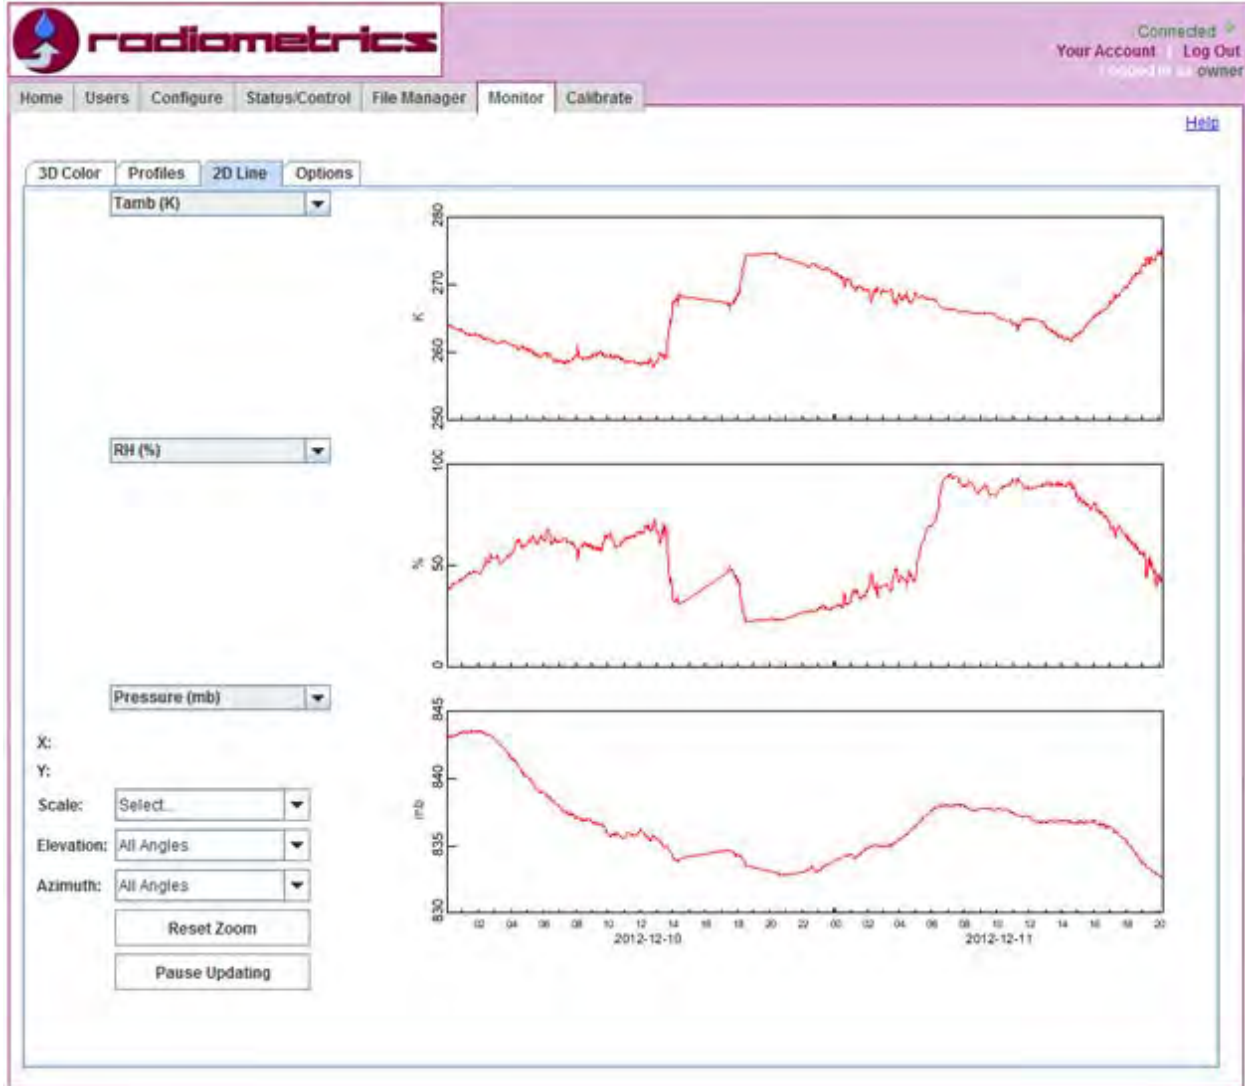 radiometrics
Connected
Your Account | Log Out
Logged in as owner
Home Users Configure Status/Control File Manager Monitor Calibrate
Help
3D Color Profiles 2D Line Options
Tamb (K)
280
270
260
250
K
RH (%)
100
50
0
%
Pressure (mb)
845
840
835
830
mb
X:
Y:
Scale: Select...
Elevation: All Angles
Azimuth: All Angles
Reset Zoom
Pause Updating
02 04 06 08 10 12 14 16 18 20 22 00 02 04 06 08 10 12 14 16 18 20
2012-12-10 2012-12-11